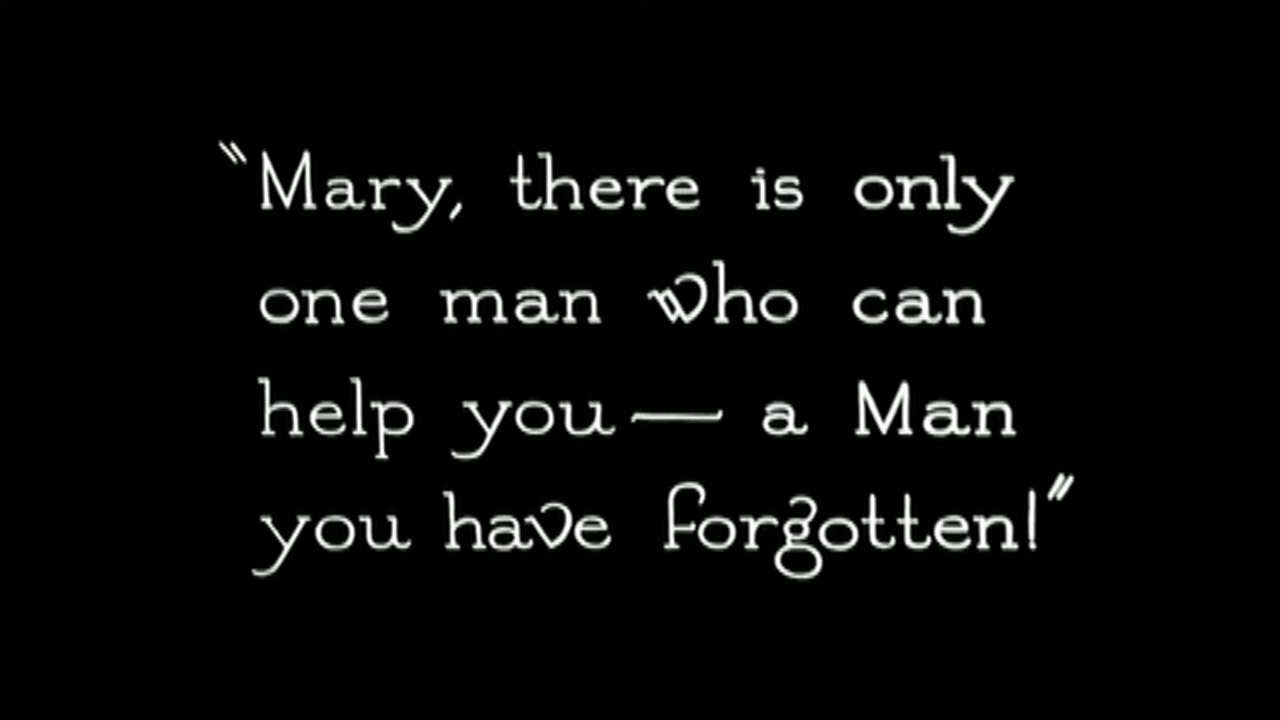 "Mary, there is only
one man who can
help you — a Man
you have forgotten!"